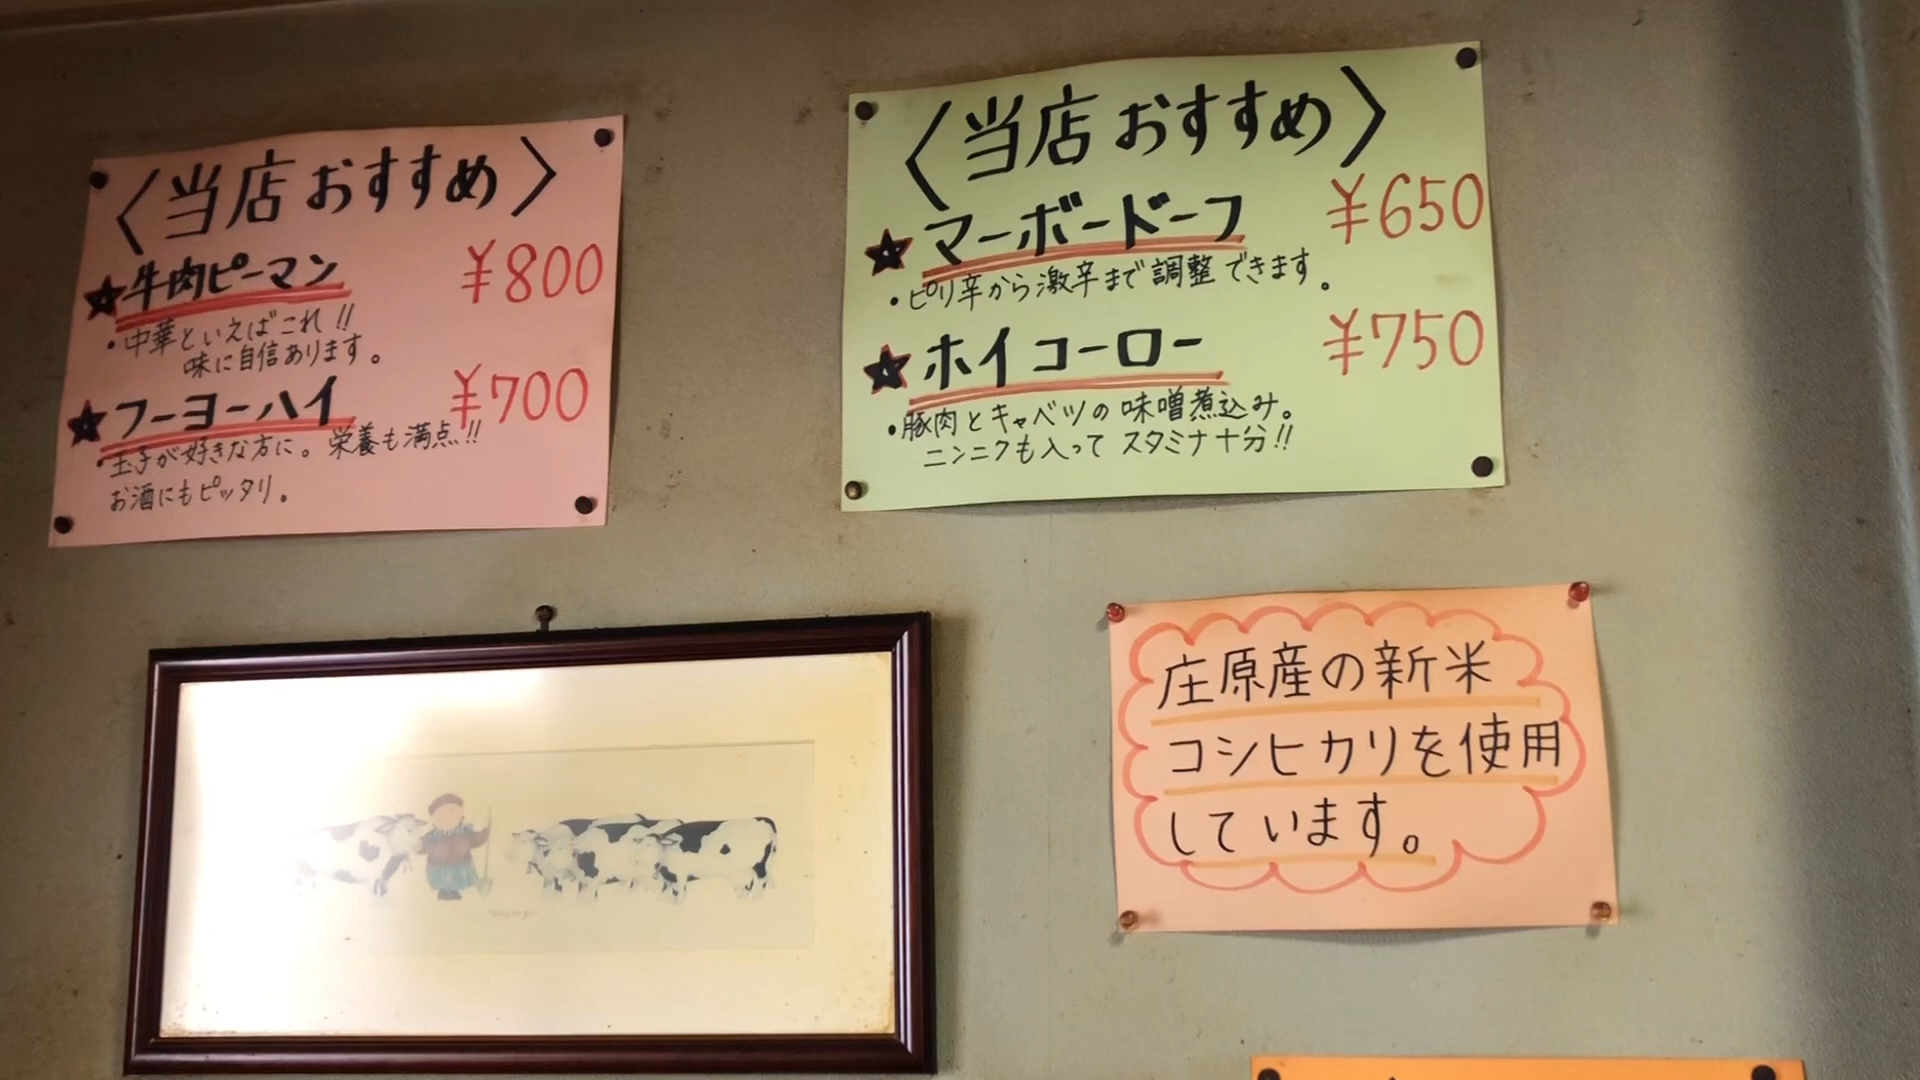 〈当店おすすめ〉
★牛肉ピーマン ¥800
・中華といえばこれ!!
味に自信あります。
★フーヨーハイ ¥700
・玉子が好きな方に。栄養も満点!!
お酒にもピッタリ。
〈当店おすすめ〉
★マーボードーフ ¥650
・ピリ辛から激辛まで調整できます。
★ホイコーロー ¥750
・豚肉とキャベツの味噌煮込み。
ニンニクも入ってスタミナ十分!!
庄原産の新米
コシヒカリを使用
しています。